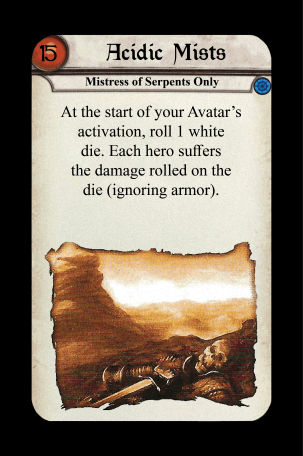 15 Acidic Mists
Mistress of Serpents Only
At the start of your Avatar's
activation, roll 1 white
die. Each hero suffers
the damage rolled on the
die (ignoring armor).